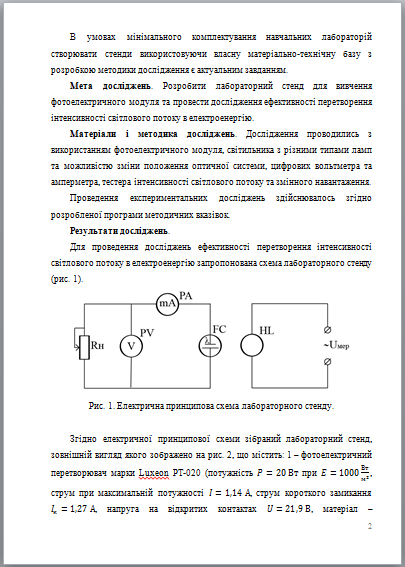 В умовах мінімального комплектування навчальних лабораторій
створювати стенди використовуючи власну матеріально-технічну базу з
розробкою методики дослідження є актуальним завданням.
Мета досліджень. Розробити лабораторний стенд для вивчення
фотоелектричного модуля та провести дослідження ефективності перетворення
інтенсивності світлового потоку в електроенергію.
Матеріали і методика досліджень. Дослідження проводились з
використанням фотоелектричного модуля, світильника з різними типами ламп
та можливістю зміни положення оптичної системи, цифрових вольтметра та
амперметра, тестера інтенсивності світлового потоку та змінного навантаження.
Проведення експериментальних досліджень здійснювалось згідно
розробленої програми методичних вказівок.
Результати досліджень.
Для проведення досліджень ефективності перетворення інтенсивності
світлового потоку в електроенергію запропонована схема лабораторного стенду
(рис. 1).
mA PA
Rн V PV FC HL ~Uмер
Рис. 1. Електрична принципова схема лабораторного стенду.
Згідно електричної принципової схеми зібраний лабораторний стенд,
зовнішній вигляд якого зображено на рис. 2, що містить: 1 – фотоелектричний
перетворювач марки Luxeon PT-020 (потужність P = 20 Вт при E = 1000 Вт/м²,
струм при максимальній потужності I = 1,14 А, струм короткого замикання
Iк = 1,27 А, напруга на відкритих контактах U = 21,9 В, матеріал –
2